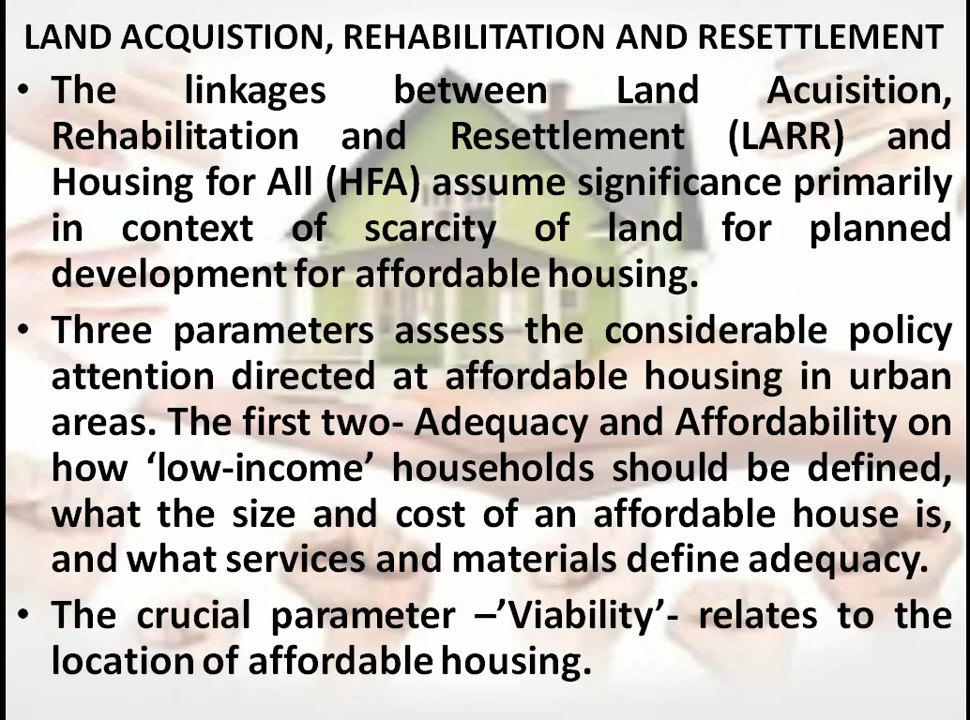 LAND ACQUISTION, REHABILITATION AND RESETTLEMENT
• The linkages between Land Acuisition,
Rehabilitation and Resettlement (LARR) and
Housing for All (HFA) assume significance primarily
in context of scarcity of land for planned
development for affordable housing.
• Three parameters assess the considerable policy
attention directed at affordable housing in urban
areas. The first two- Adequacy and Affordability on
how ‘low-income’ households should be defined,
what the size and cost of an affordable house is,
and what services and materials define adequacy.
• The crucial parameter –’Viability’- relates to the
location of affordable housing.